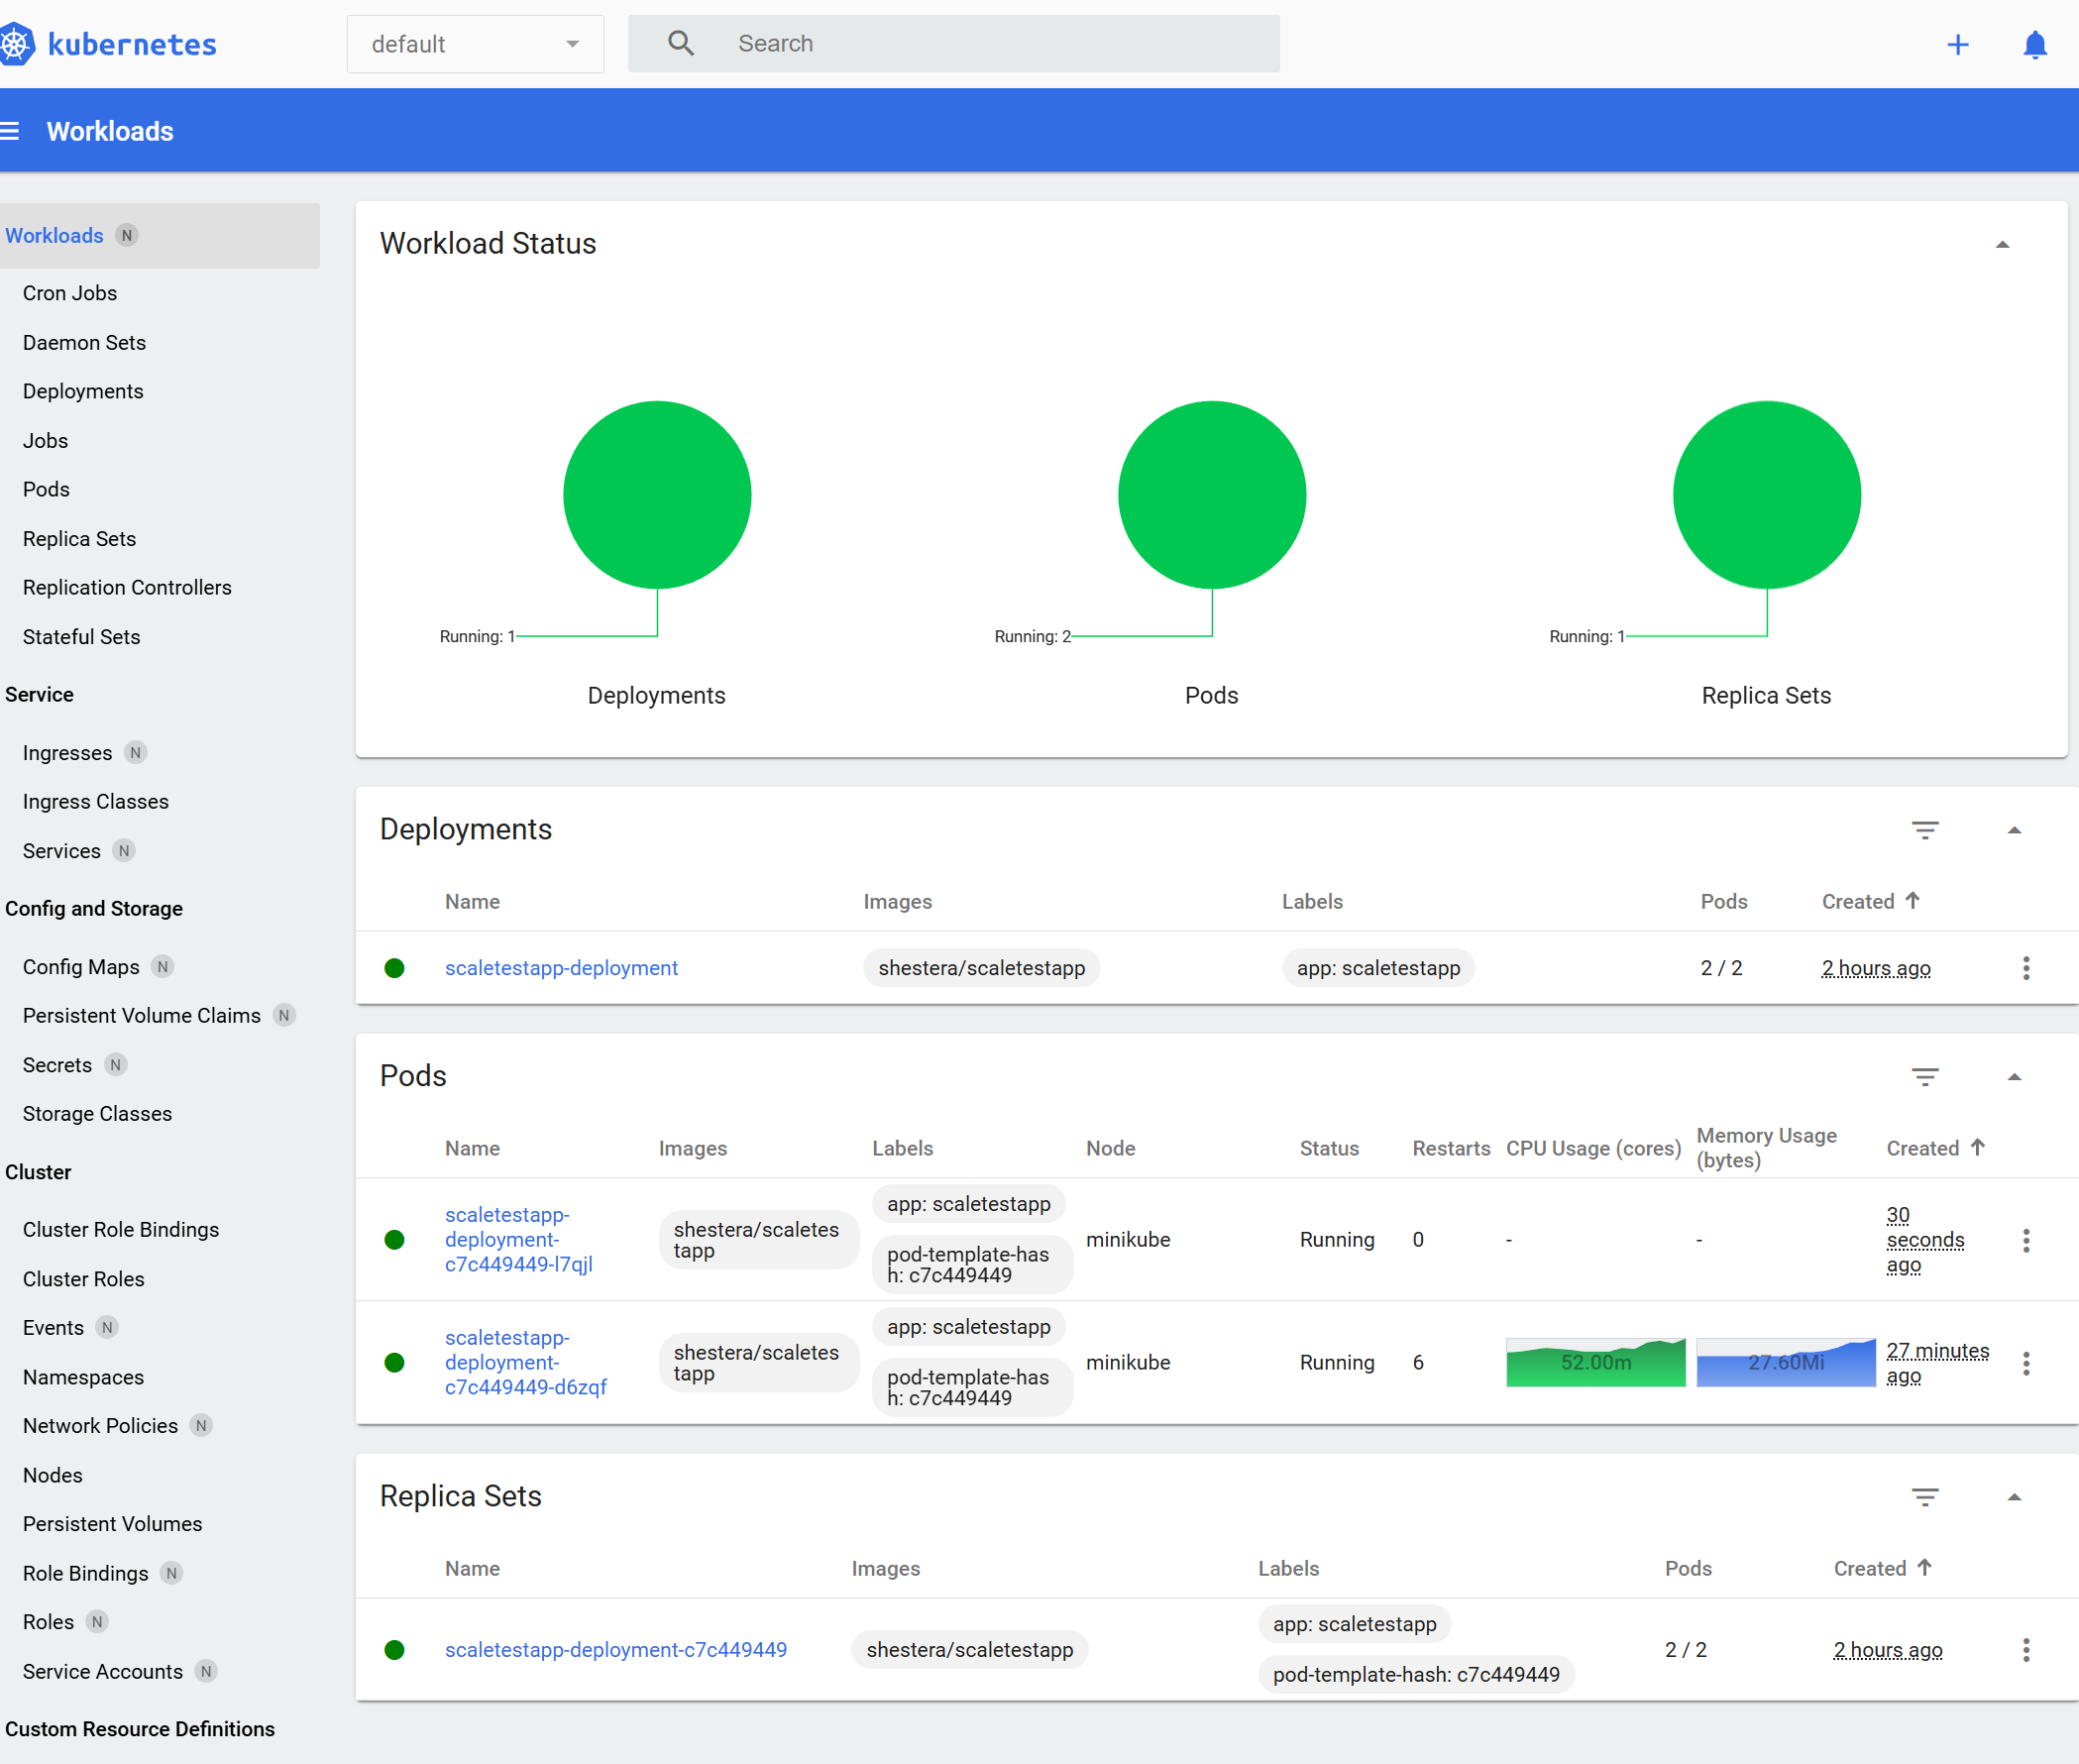 kubernetes
default
Search
Workloads
Workloads N
Cron Jobs
Daemon Sets
Deployments
Jobs
Pods
Replica Sets
Replication Controllers
Stateful Sets
Service
Ingresses N
Ingress Classes
Services N
Config and Storage
Config Maps N
Persistent Volume Claims N
Secrets N
Storage Classes
Cluster
Cluster Role Bindings
Cluster Roles
Events N
Namespaces
Network Policies N
Nodes
Persistent Volumes
Role Bindings N
Roles N
Service Accounts N
Custom Resource Definitions
Workload Status
Running: 1
Deployments
Running: 2
Pods
Running: 1
Replica Sets
Deployments
Name Images Labels Pods Created
scaletestapp-deployment shestera/scaletestapp app: scaletestapp 2 / 2 2 hours ago
Pods
Name Images Labels Node Status Restarts CPU Usage (cores) Memory Usage
(bytes) Created
scaletestapp-
deployment-
c7c449449-l7qjl
shestera/scaletes
tapp
app: scaletestapp
pod-template-has
h: c7c449449
minikube Running 0 - -
30
seconds
ago
scaletestapp-
deployment-
c7c449449-d6zqf
shestera/scaletes
tapp
app: scaletestapp
pod-template-has
h: c7c449449
minikube Running 6 52.00m 27.60Mi
27 minutes
ago
Replica Sets
Name Images Labels Pods Created
scaletestapp-deployment-c7c449449 shestera/scaletestapp
app: scaletestapp
pod-template-hash: c7c449449
2 / 2 2 hours ago